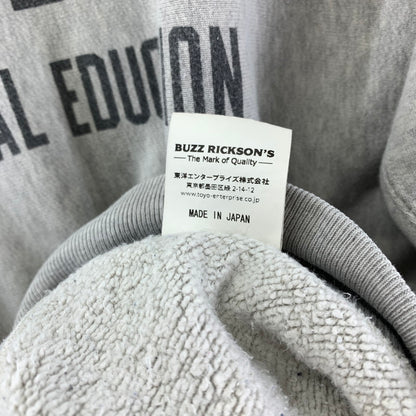 AL EDUCATION
BUZZ RICKSON'S
The Mark of Quality
東洋エンタープライズ株式会社
東京都墨田区緑 2-14-12
www.toyo-enterprise.co.jp
MADE IN JAPAN